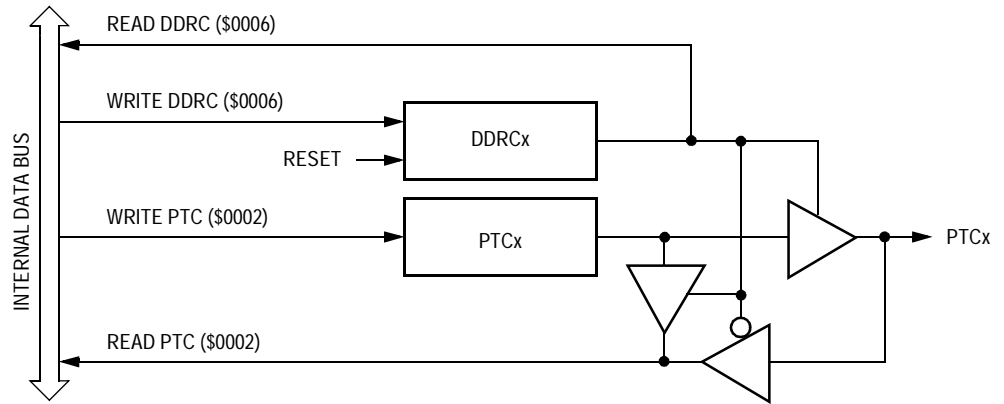 READ DDRC ($0006)
WRITE DDRC ($0006)
DDRCx
RESET
INTERNAL DATA BUS
WRITE PTC ($0002)
PTCx
PTCx
READ PTC ($0002)